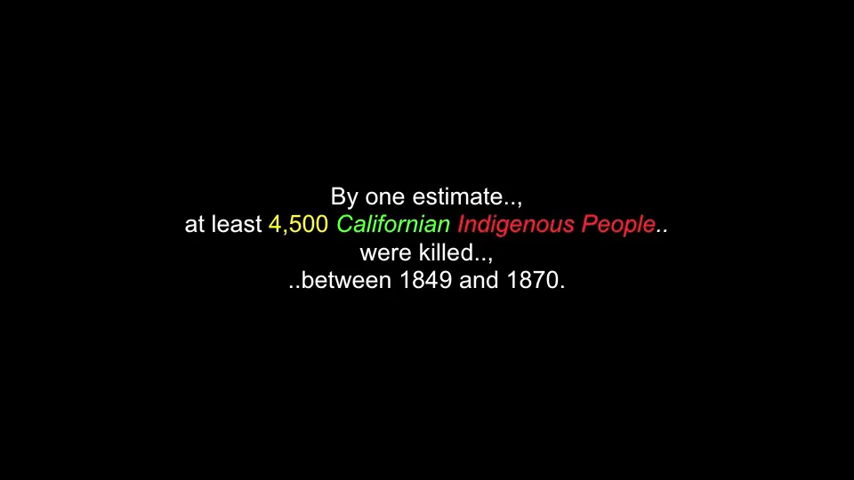 By one estimate..,
at least 4,500 Californian Indigenous People..
were killed..,
..between 1849 and 1870.